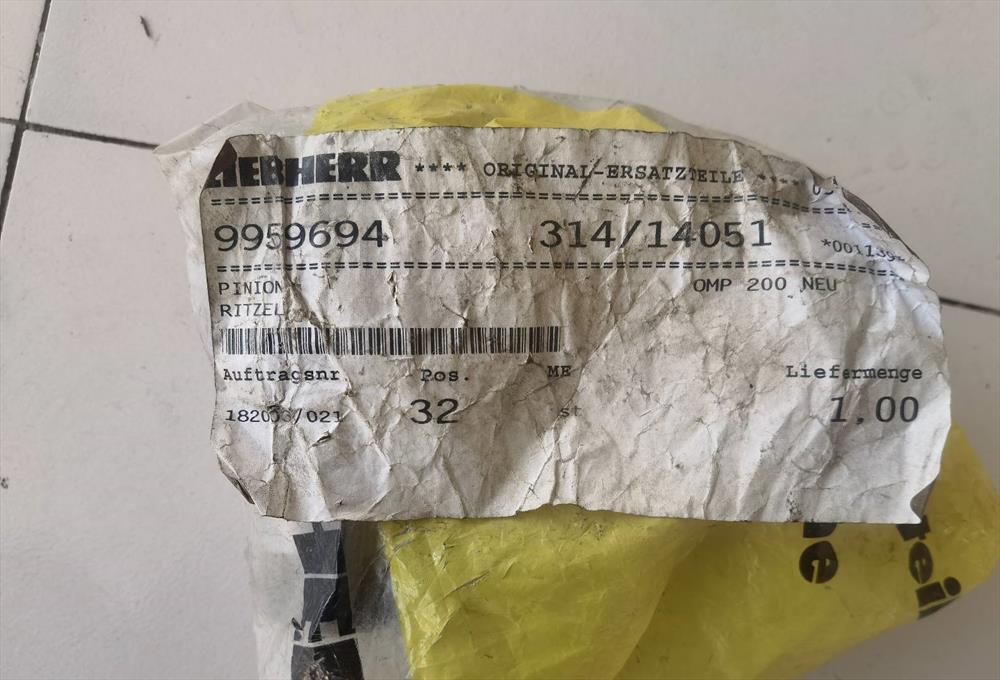 LIEBHERR **** ORIGINAL-ERSATZTEILE ****
9959694 314/14051
PINION OMP 200 NEU
RITZEL
Auftragsnr Pos. ME Liefermenge
32 st 1,00